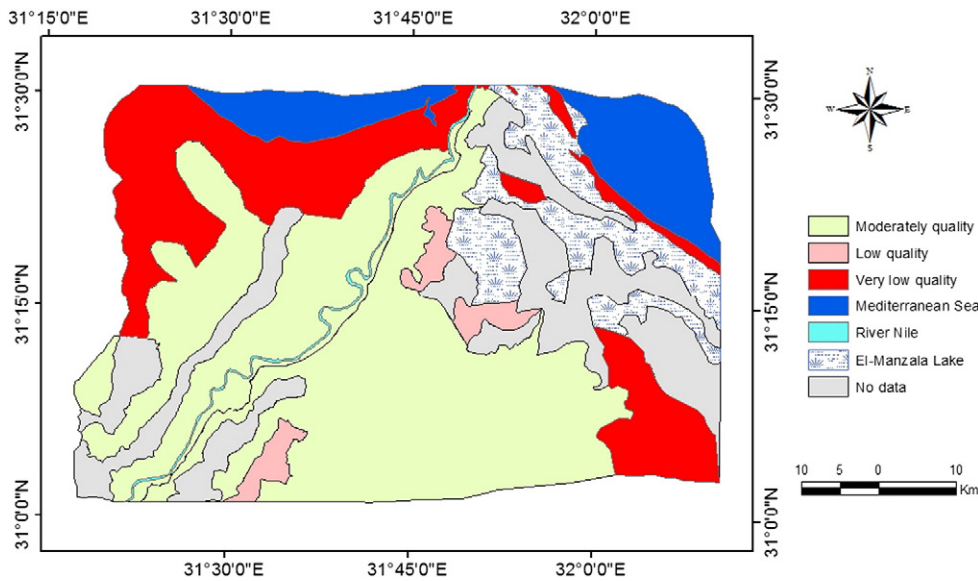 31°15'0"E 31°30'0"E 31°45'0"E 32°0'0"E
31°30'0"N
31°15'0"N
31°0'0"N
31°30'0"N
31°15'0"N
31°0'0"N
N
W E
S
Moderately quality
Low quality
Very low quality
Mediterranean Sea
River Nile
El-Manzala Lake
No data
10 5 0 10
Km
31°30'0"E 31°45'0"E 32°0'0"E